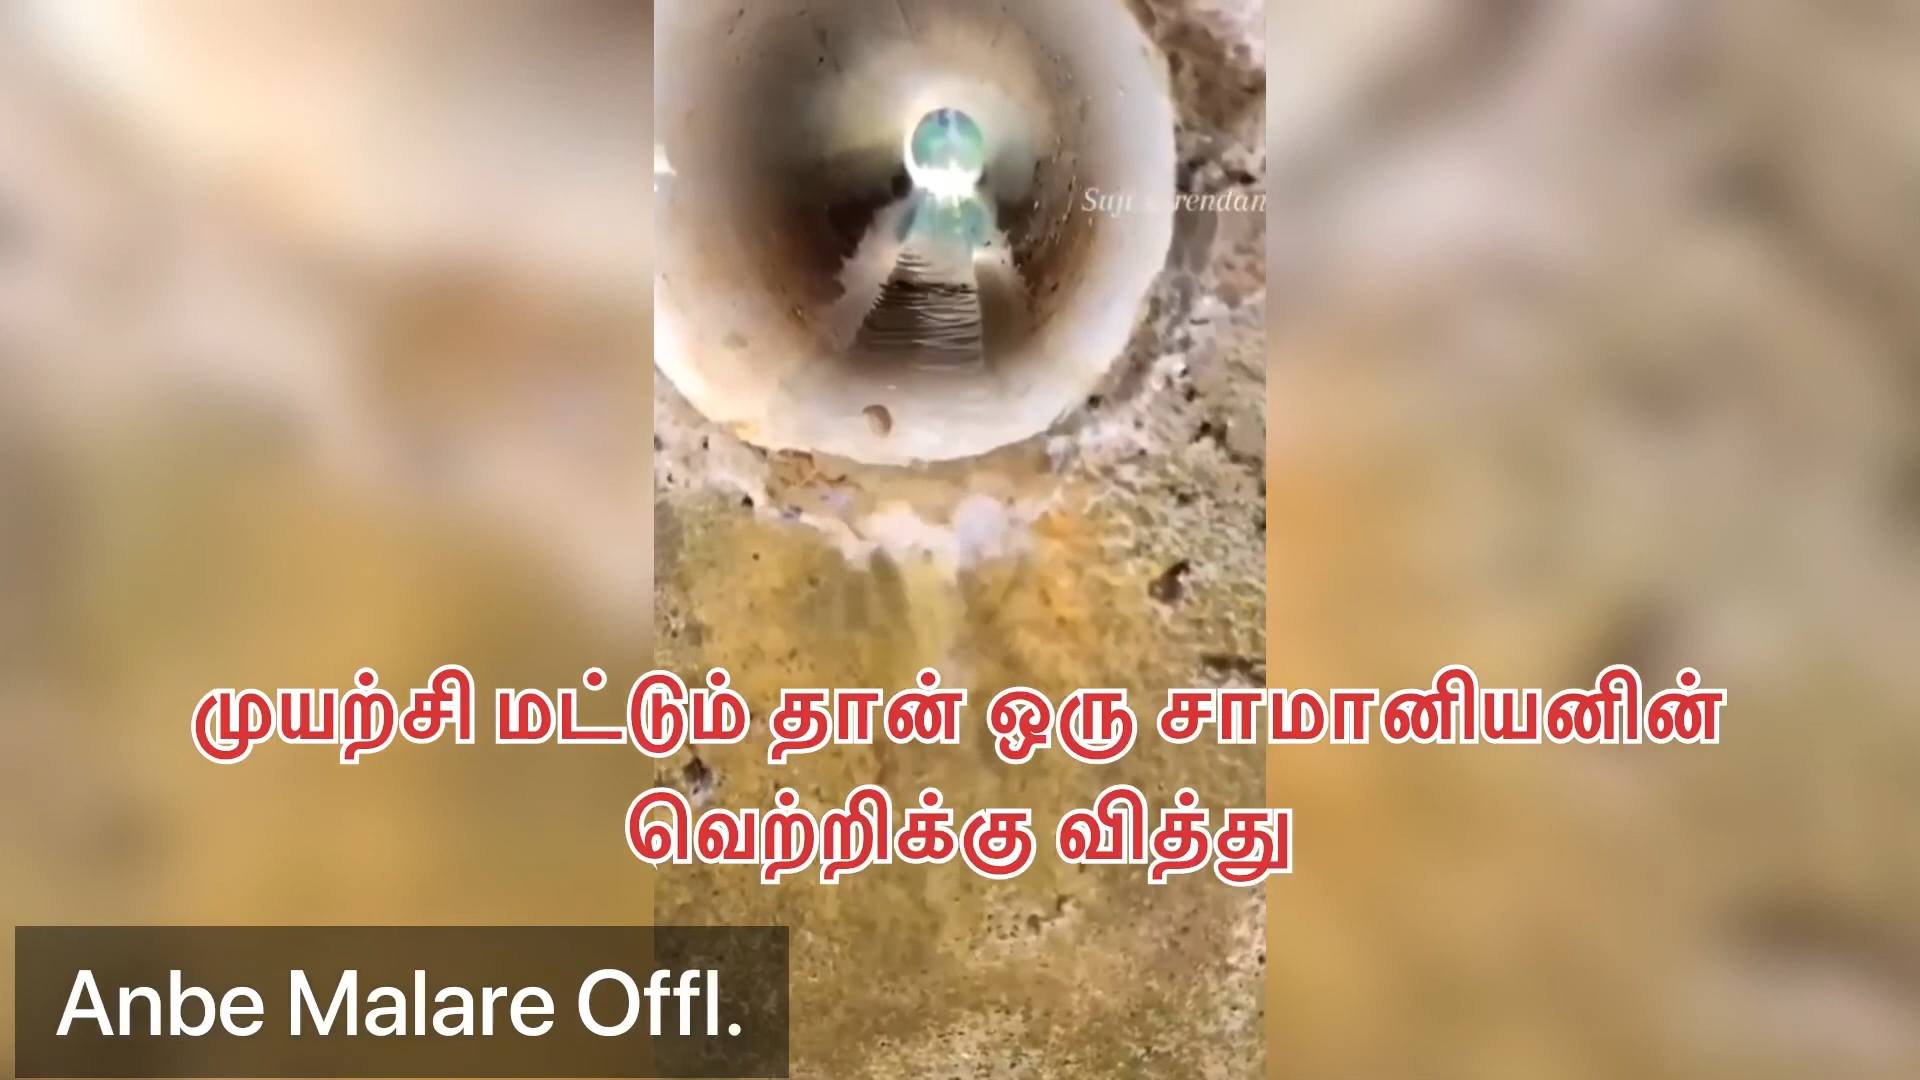 முயற்சி மட்டும் தான் ஒரு சாமானியனின்
வெற்றிக்கு வித்து
Anbe Malare Offl.